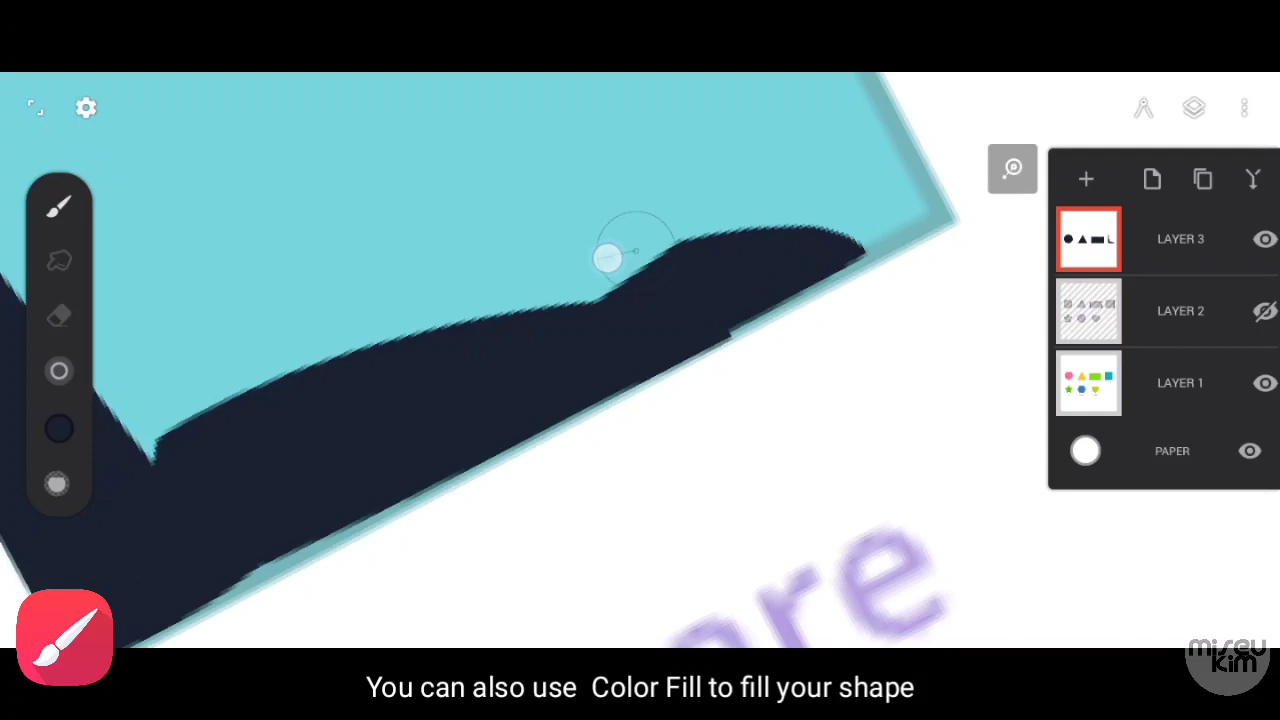 LAYER 3
LAYER 2
LAYER 1
PAPER
are
You can also use  Color Fill to fill your shape
miseu
kim